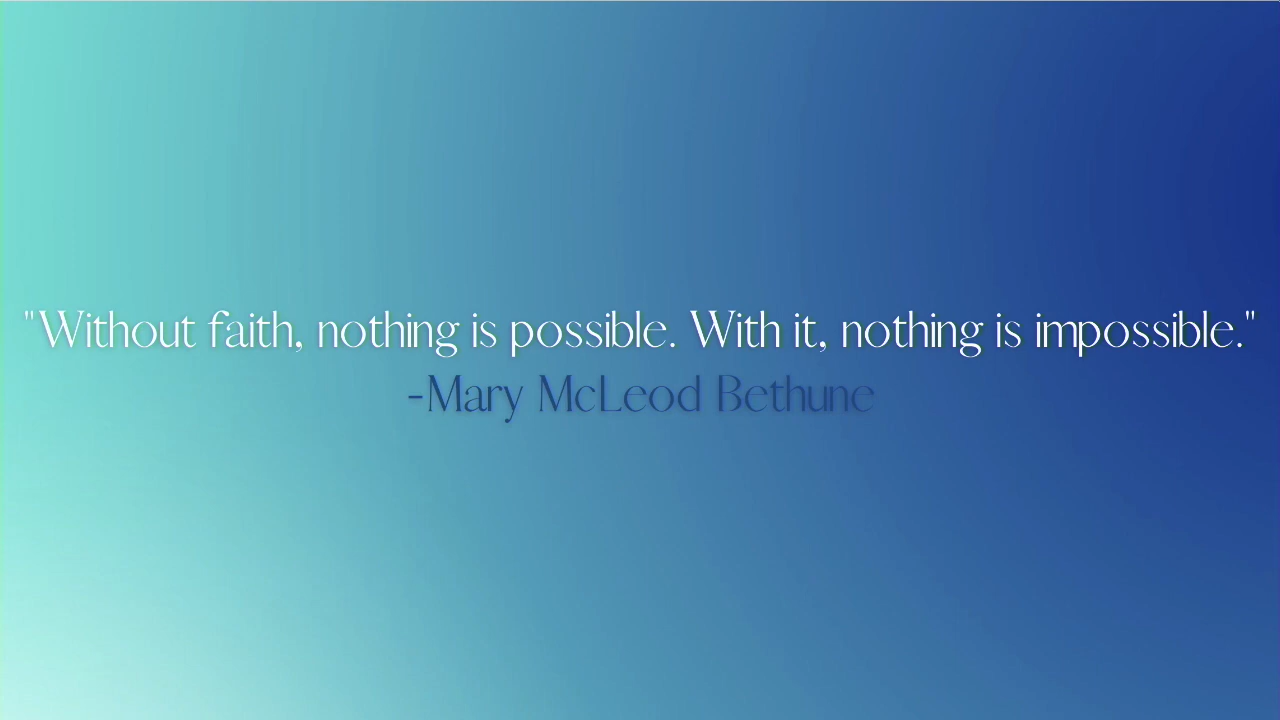 "Without faith, nothing is possible. With it, nothing is impossible."
-Mary McLeod Bethune